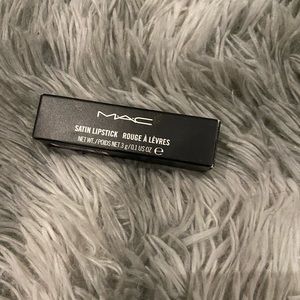 MAC
SATIN LIPSTICK ROUGE À LÈVRES
NET WT./POIDS NET 3 g/0.1 US OZ ℮